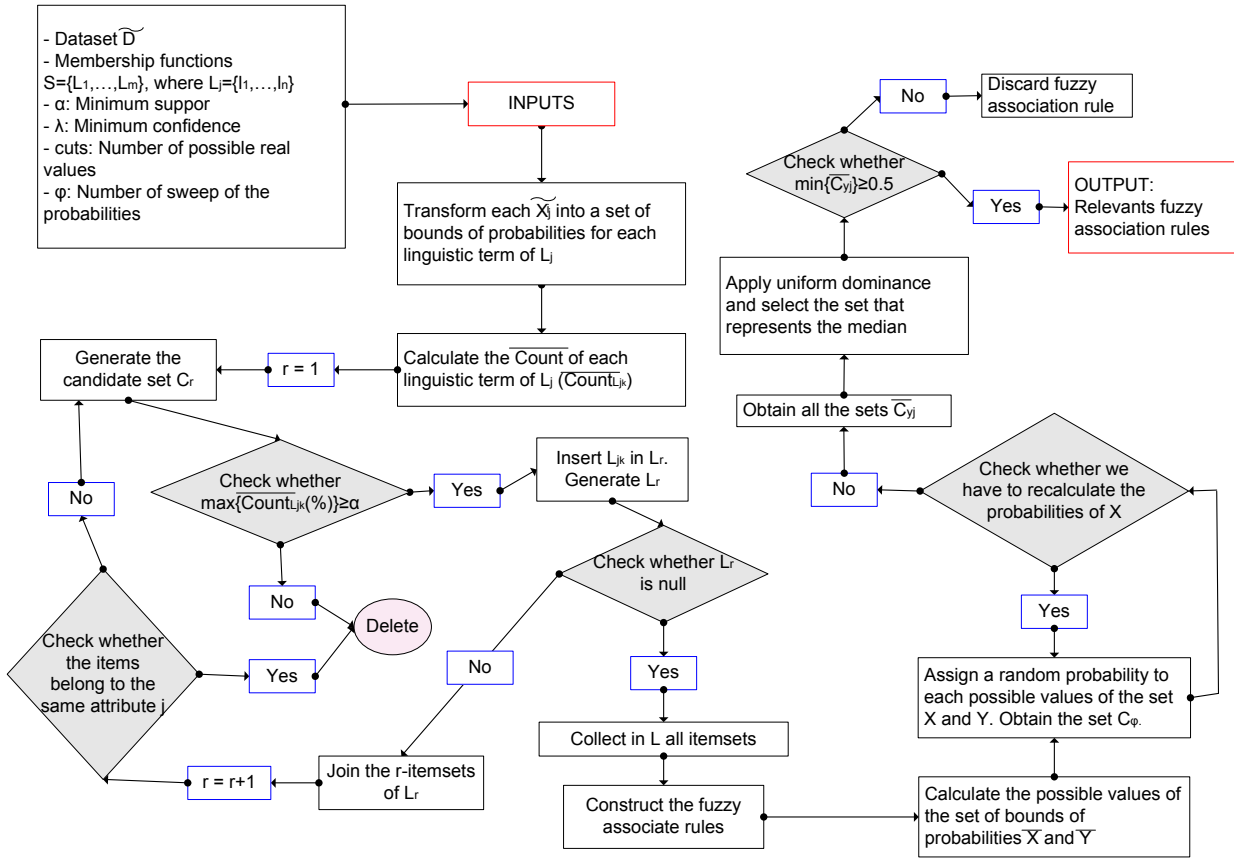 - Dataset D̃
- Membership functions
S={L₁,…,Lₘ}, where Lⱼ={I₁,…,Iₙ}
- α: Minimum suppor
- λ: Minimum confidence
- cuts: Number of possible real
values
- φ: Number of sweep of the
probabilities
INPUTS
Transform each X̃ⱼ into a set of
bounds of probabilities for each
linguistic term of Lⱼ
Calculate the C̅o̅u̅n̅t̅ of each
linguistic term of Lⱼ (C̅o̅u̅n̅t̅Ljk)
r = 1
Generate the
candidate set Cr
Check whether
max{C̅o̅u̅n̅t̅Ljk(%)}≥α
Yes
No
Delete
Insert Ljk in Lr.
Generate Lr
Check whether Lr
is null
No
Yes
Join the r-itemsets
of Lr
r = r+1
Check whether
the items
belong to the
same attribute j
No
Yes
Collect in L all itemsets
Construct the fuzzy
associate rules
Calculate the possible values of
the set of bounds of
probabilities X̅ and Y̅
Assign a random probability to
each possible values of the set
X and Y. Obtain the set Cφ.
Check whether we
have to recalculate the
probabilities of X
Yes
No
Obtain all the sets C̅yj
Apply uniform dominance
and select the set that
represents the median
Check whether
min{C̅yj}≥0.5
No
Discard fuzzy
association rule
Yes
OUTPUT:
Relevants fuzzy
association rules